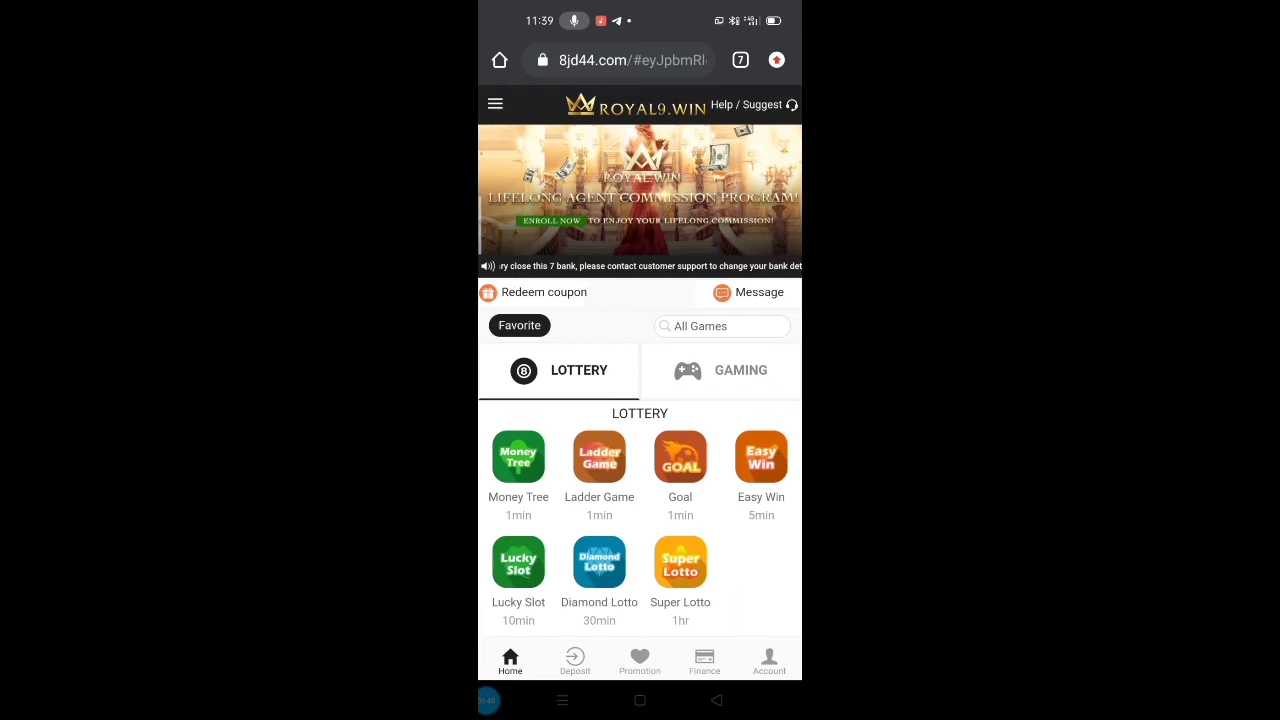 11:39
8jd44.com/#eyJpbmRl
7
ROYAL9.WIN
Help / Suggest
ROYAL.WIN
LIFELONG AGENT COMMISSION PROGRAM!
ENROLL NOW TO ENJOY YOUR LIFELONG COMMISSION!
ry close this 7 bank, please contact customer support to change your bank det
Redeem coupon
Message
Favorite
All Games
8 LOTTERY
GAMING
LOTTERY
Money Tree
Ladder Game
GOAL
Easy Win
Money Tree
Ladder Game
Goal
Easy Win
1min
1min
1min
5min
Lucky Slot
Diamond Lotto
Super Lotto
Lucky Slot
Diamond Lotto
Super Lotto
10min
30min
1hr
Home
Deposit
Promotion
Finance
Account
00:49